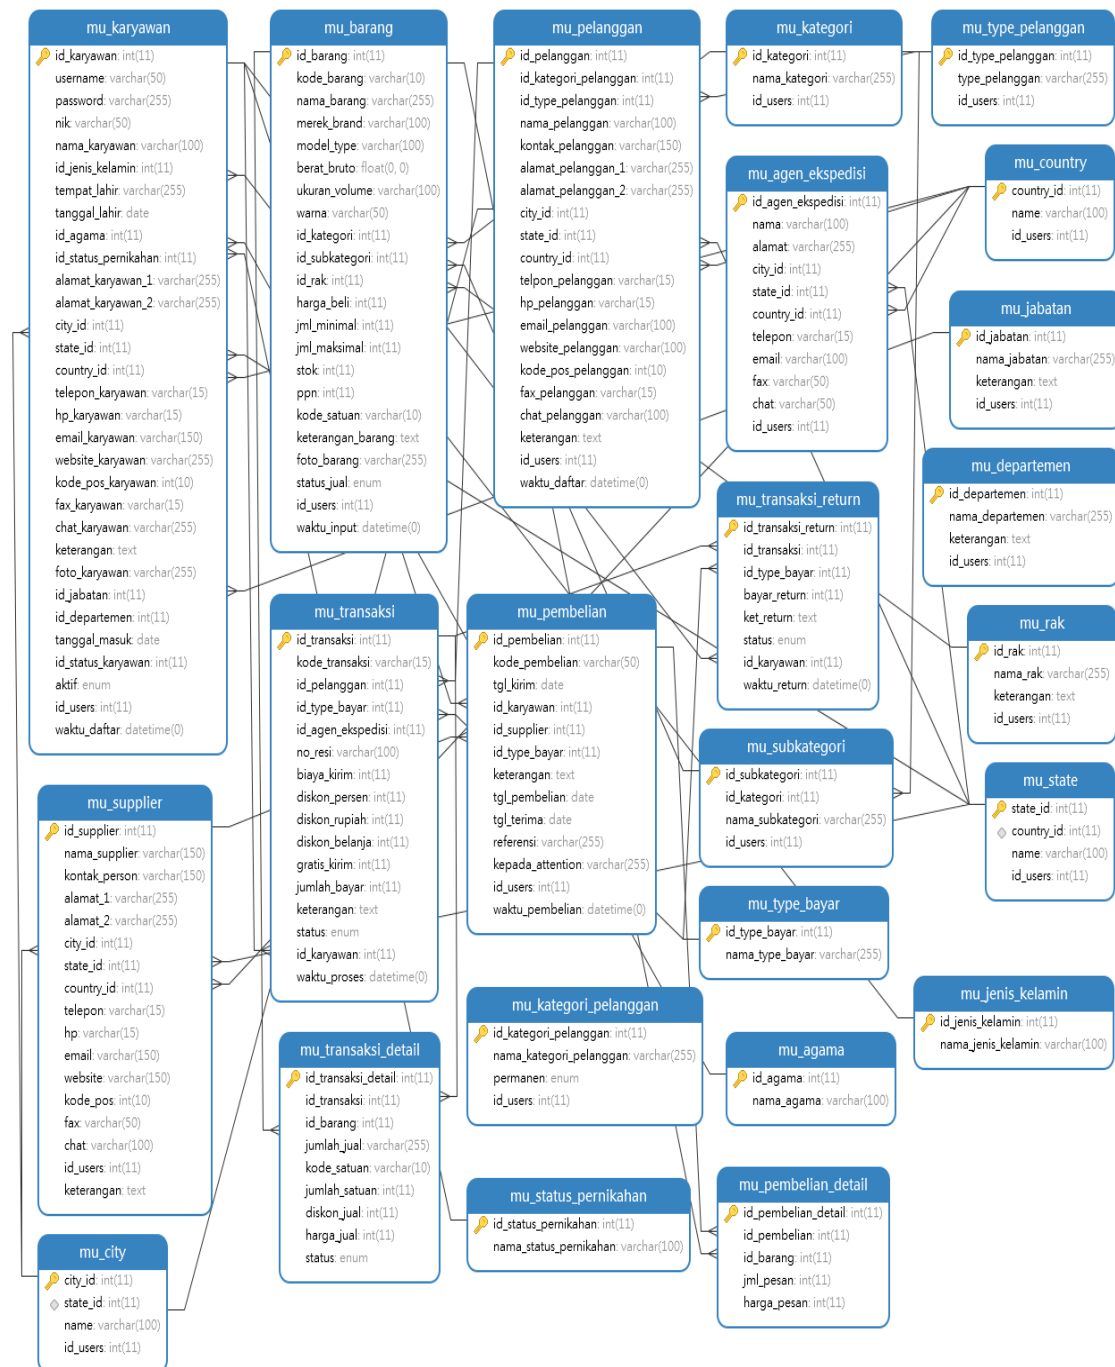 mu_karyawan
id_karyawan: int(11)
username: varchar(50)
password: varchar(255)
nik: varchar(50)
nama_karyawan: varchar(100)
id_jenis_kelamin: int(11)
tempat_lahir: varchar(255)
tanggal_lahir: date
id_agama: int(11)
id_status_pernikahan: int(11)
alamat_karyawan_1: varchar(255)
alamat_karyawan_2: varchar(255)
city_id: int(11)
state_id: int(11)
country_id: int(11)
telepon_karyawan: varchar(15)
hp_karyawan: varchar(15)
email_karyawan: varchar(150)
website_karyawan: varchar(255)
kode_pos_karyawan: int(10)
fax_karyawan: varchar(15)
chat_karyawan: varchar(255)
keterangan: text
foto_karyawan: varchar(255)
id_jabatan: int(11)
id_departemen: int(11)
tanggal_masuk: date
id_status_karyawan: int(11)
aktif: enum
id_users: int(11)
waktu_daftar: datetime(0)
mu_barang
id_barang: int(11)
kode_barang: varchar(10)
nama_barang: varchar(255)
merek_brand: varchar(100)
model_type: varchar(100)
berat_bruto: float(0, 0)
ukuran_volume: varchar(100)
warna: varchar(50)
id_kategori: int(11)
id_subkategori: int(11)
id_rak: int(11)
harga_beli: int(11)
jml_minimal: int(11)
jml_maksimal: int(11)
stok: int(11)
ppn: int(11)
kode_satuan: varchar(10)
keterangan_barang: text
foto_barang: varchar(255)
status_jual: enum
id_users: int(11)
waktu_input: datetime(0)
mu_pelanggan
id_pelanggan: int(11)
id_kategori_pelanggan: int(11)
id_type_pelanggan: int(11)
nama_pelanggan: varchar(100)
kontak_pelanggan: varchar(150)
alamat_pelanggan_1: varchar(255)
alamat_pelanggan_2: varchar(255)
city_id: int(11)
state_id: int(11)
country_id: int(11)
telpon_pelanggan: varchar(15)
hp_pelanggan: varchar(15)
email_pelanggan: varchar(100)
website_pelanggan: varchar(100)
kode_pos_pelanggan: int(10)
fax_pelanggan: varchar(15)
chat_pelanggan: varchar(100)
keterangan: text
id_users: int(11)
waktu_daftar: datetime(0)
mu_kategori
id_kategori: int(11)
nama_kategori: varchar(255)
id_users: int(11)
mu_type_pelanggan
id_type_pelanggan: int(11)
type_pelanggan: varchar(255)
id_users: int(11)
mu_agen_ekspedisi
id_agen_ekspedisi: int(11)
nama: varchar(100)
alamat: varchar(255)
city_id: int(11)
state_id: int(11)
country_id: int(11)
telepon: varchar(15)
email: varchar(100)
fax: varchar(50)
chat: varchar(50)
id_users: int(11)
mu_country
country_id: int(11)
name: varchar(100)
id_users: int(11)
mu_jabatan
id_jabatan: int(11)
nama_jabatan: varchar(255)
keterangan: text
id_users: int(11)
mu_departemen
id_departemen: int(11)
nama_departemen: varchar(255)
keterangan: text
id_users: int(11)
mu_transaksi_return
id_transaksi_return: int(11)
id_transaksi: int(11)
id_type_bayar: int(11)
bayar_return: int(11)
ket_return: text
status: enum
id_karyawan: int(11)
waktu_return: datetime(0)
mu_transaksi
id_transaksi: int(11)
kode_transaksi: varchar(15)
id_pelanggan: int(11)
id_type_bayar: int(11)
id_agen_ekspedisi: int(11)
no_resi: varchar(100)
biaya_kirim: int(11)
diskon_persen: int(11)
diskon_rupiah: int(11)
diskon_belanja: int(11)
gratis_kirim: int(11)
jumlah_bayar: int(11)
keterangan: text
status: enum
id_karyawan: int(11)
waktu_proses: datetime(0)
mu_pembelian
id_pembelian: int(11)
kode_pembelian: varchar(50)
tgl_kirim: date
id_karyawan: int(11)
id_supplier: int(11)
id_type_bayar: int(11)
keterangan: text
tgl_pembelian: date
tgl_terima: date
referensi: varchar(255)
kepada_attention: varchar(255)
id_users: int(11)
waktu_pembelian: datetime(0)
mu_rak
id_rak: int(11)
nama_rak: varchar(255)
keterangan: text
id_users: int(11)
mu_subkategori
id_subkategori: int(11)
id_kategori: int(11)
nama_subkategori: varchar(255)
id_users: int(11)
mu_state
state_id: int(11)
country_id: int(11)
name: varchar(100)
id_users: int(11)
mu_supplier
id_supplier: int(11)
nama_supplier: varchar(150)
kontak_person: varchar(150)
alamat_1: varchar(255)
alamat_2: varchar(255)
city_id: int(11)
state_id: int(11)
country_id: int(11)
telepon: varchar(15)
hp: varchar(15)
email: varchar(150)
website: varchar(150)
kode_pos: int(10)
fax: varchar(50)
chat: varchar(100)
id_users: int(11)
keterangan: text
mu_type_bayar
id_type_bayar: int(11)
nama_type_bayar: varchar(255)
mu_jenis_kelamin
id_jenis_kelamin: int(11)
nama_jenis_kelamin: varchar(100)
mu_kategori_pelanggan
id_kategori_pelanggan: int(11)
nama_kategori_pelanggan: varchar(255)
permanen: enum
id_users: int(11)
mu_transaksi_detail
id_transaksi_detail: int(11)
id_transaksi: int(11)
id_barang: int(11)
jumlah_jual: varchar(255)
kode_satuan: varchar(10)
jumlah_satuan: int(11)
diskon_jual: int(11)
harga_jual: int(11)
status: enum
mu_agama
id_agama: int(11)
nama_agama: varchar(100)
mu_status_pernikahan
id_status_pernikahan: int(11)
nama_status_pernikahan: varchar(100)
mu_pembelian_detail
id_pembelian_detail: int(11)
id_pembelian: int(11)
id_barang: int(11)
jml_pesan: int(11)
harga_pesan: int(11)
mu_city
city_id: int(11)
state_id: int(11)
name: varchar(100)
id_users: int(11)